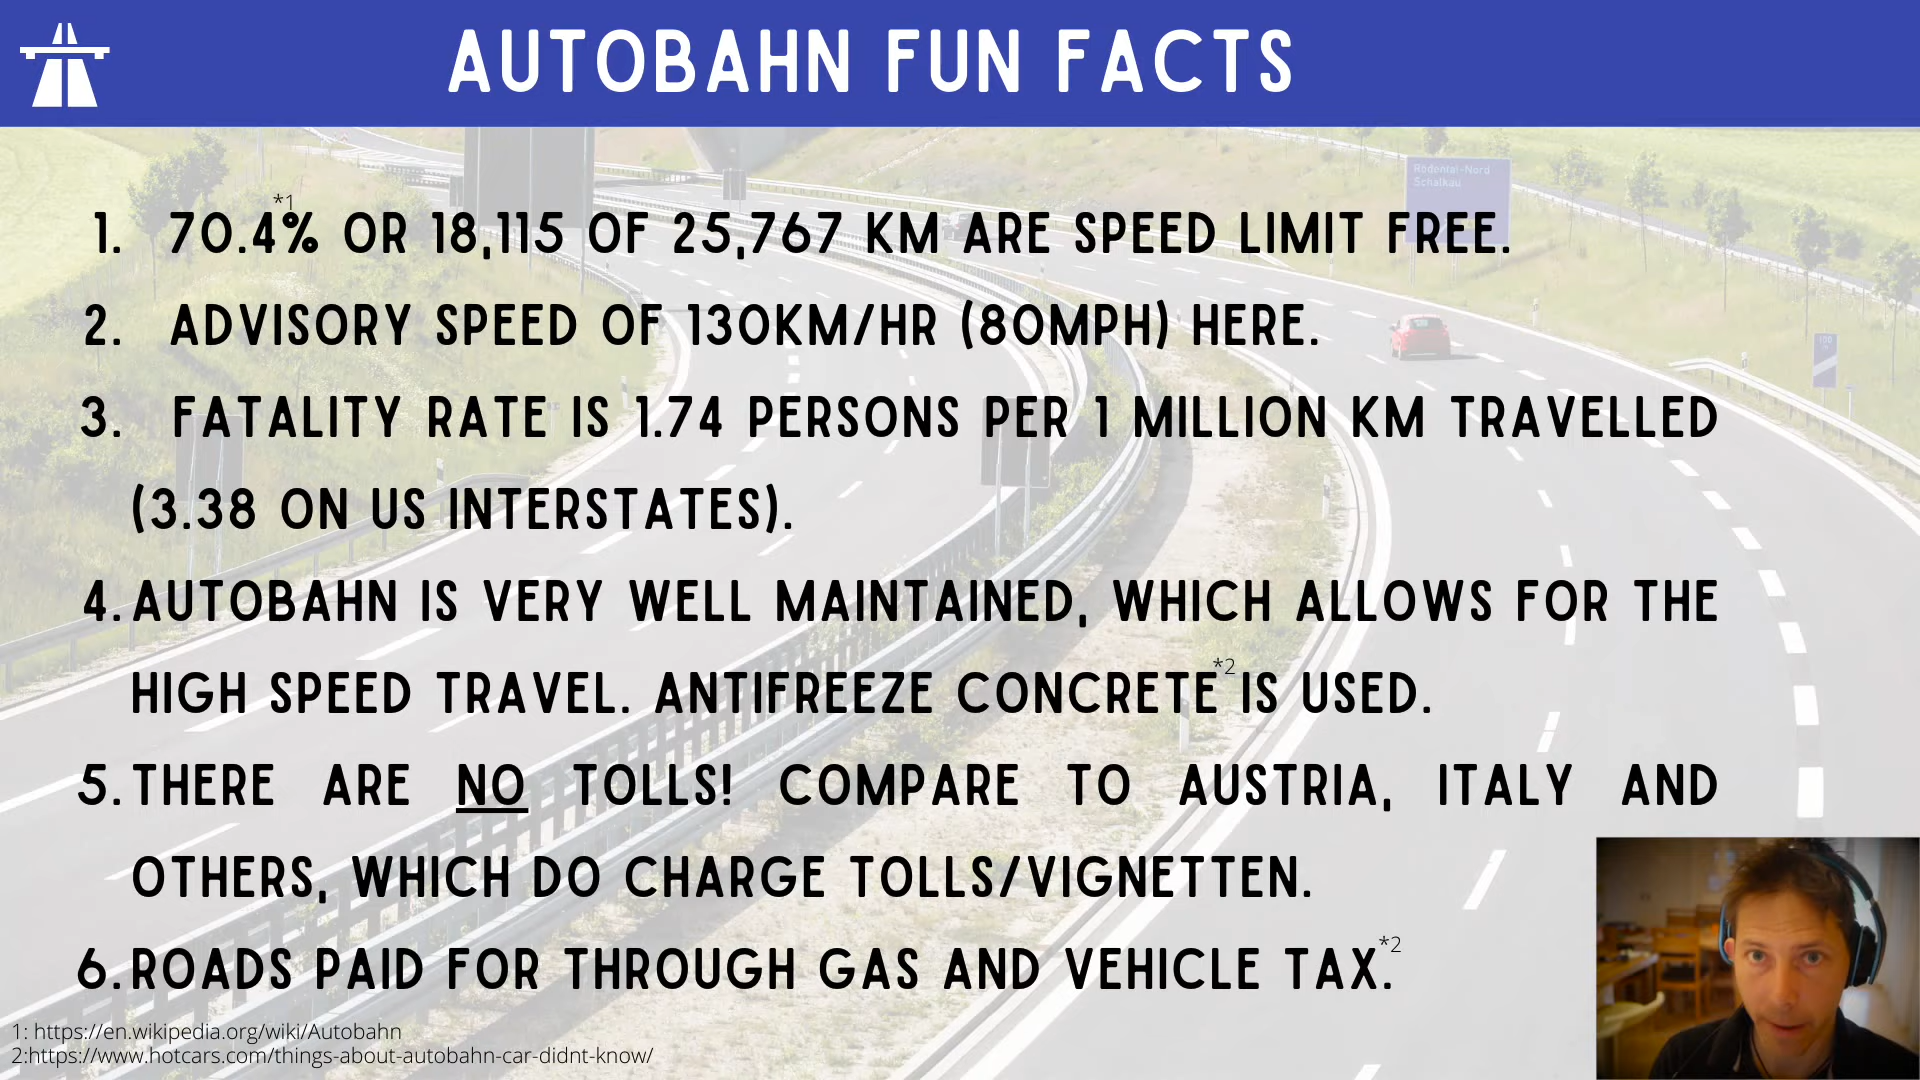 AUTOBAHN FUN FACTS
Rödental-Nord
Schalkau
1. 70.4%*1 OR 18,115 OF 25,767 KM ARE SPEED LIMIT FREE.
2. ADVISORY SPEED OF 130KM/HR (80MPH) HERE.
3. FATALITY RATE IS 1.74 PERSONS PER 1 MILLION KM TRAVELLED
(3.38 ON US INTERSTATES).
4. AUTOBAHN IS VERY WELL MAINTAINED, WHICH ALLOWS FOR THE
HIGH SPEED TRAVEL. ANTIFREEZE CONCRETE*2 IS USED.
5. THERE ARE NO TOLLS! COMPARE TO AUSTRIA, ITALY AND
OTHERS, WHICH DO CHARGE TOLLS/VIGNETTEN.
6. ROADS PAID FOR THROUGH GAS AND VEHICLE TAX.*2
1: https://en.wikipedia.org/wiki/Autobahn
2:https://www.hotcars.com/things-about-autobahn-car-didnt-know/